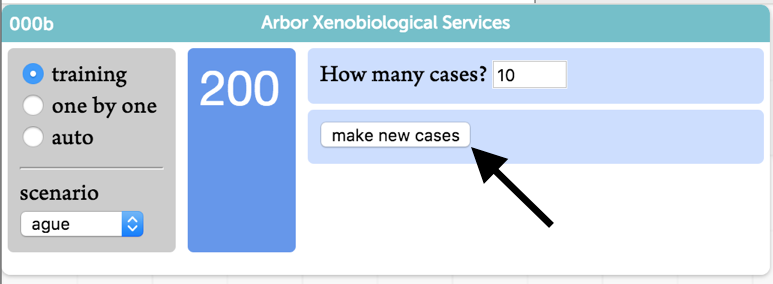 000b
Arbor Xenobiological Services
training
one by one
auto
scenario
ague
200
How many cases? 10
make new cases